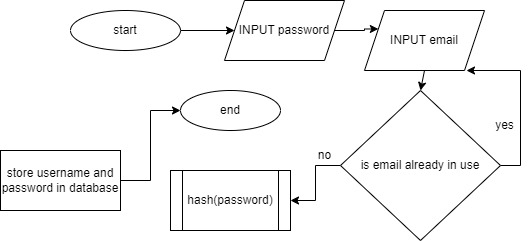 start
INPUT password
INPUT email
end
yes
no
is email already in use
store username and
password in database
hash(password)